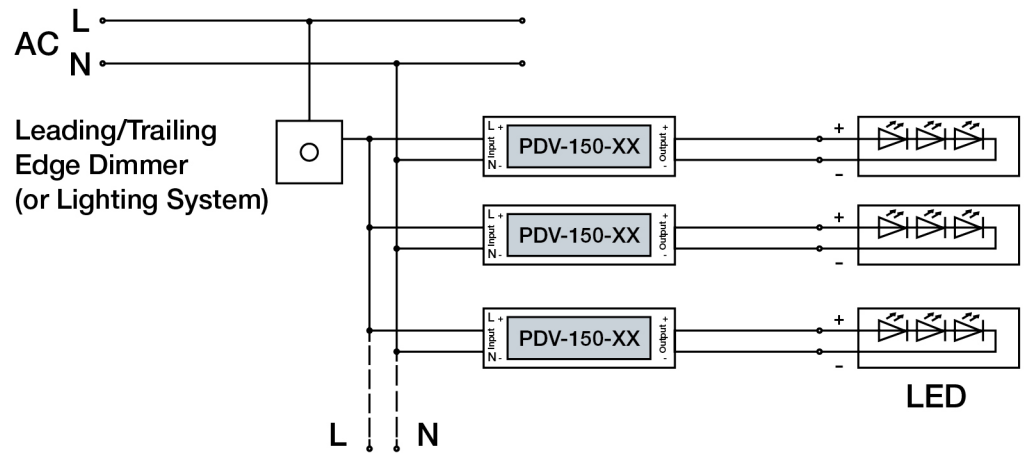 L
AC
N
Leading/Trailing
Edge Dimmer
(or Lighting System)
L +
Input
N -
PDV-150-XX
Output
+
-
+
-
L +
Input
N -
PDV-150-XX
Output
+
-
+
-
L +
Input
N -
PDV-150-XX
Output
+
-
+
-
LED
L
N